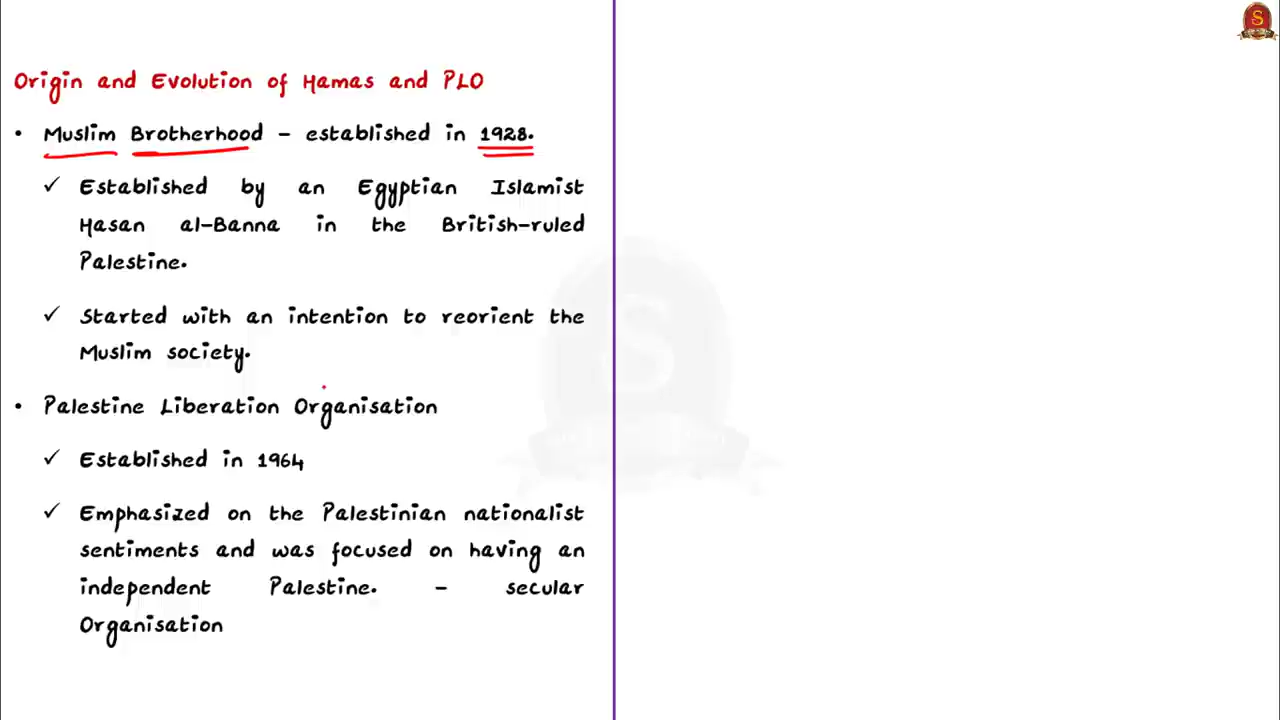 Origin and Evolution of Hamas and PLO
• Muslim Brotherhood – established in 1928.
✓ Established by an Egyptian Islamist
Hasan al-Banna in the British-ruled
Palestine.
✓ Started with an intention to reorient the
Muslim society.
• Palestine Liberation Organisation
✓ Established in 1964
✓ Emphasized on the Palestinian nationalist
sentiments and was focused on having an
independent Palestine. – secular
Organisation
S
S